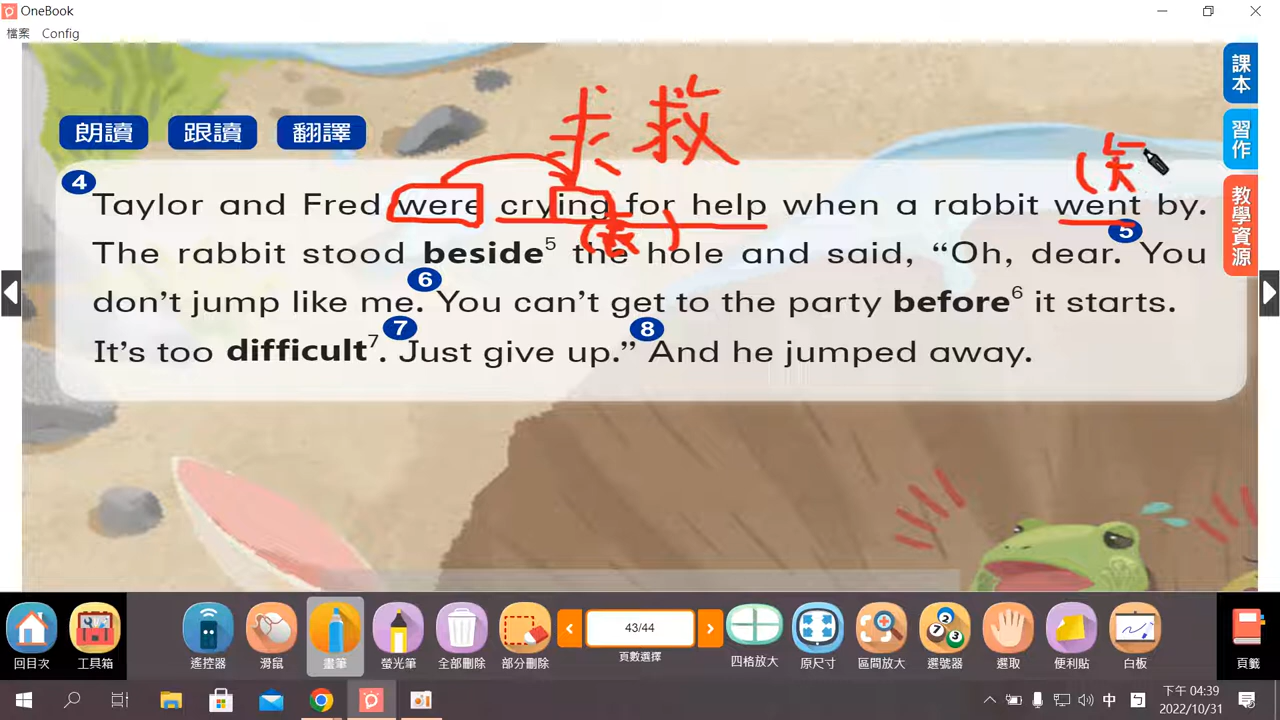 OneBook
檔案 Config
課本
習作
教學資源
朗讀 跟讀 翻譯
求救
(短
4 Taylor and Fred were crying for help when a rabbit went by.
(長)
5 The rabbit stood beside⁵ the hole and said, “Oh, dear. You
6 don’t jump like me. You can’t get to the party before⁶ it starts.
7 8 It’s too difficult⁷. Just give up.” And he jumped away.
43/44
回目次 工具箱 遙控器 滑鼠 畫筆 螢光筆 全部刪除 部分刪除 頁數選擇 四格放大 原尺寸 區間放大 選號器 選取 便利貼 白板 頁籤
中 下午 04:39
2022/10/31